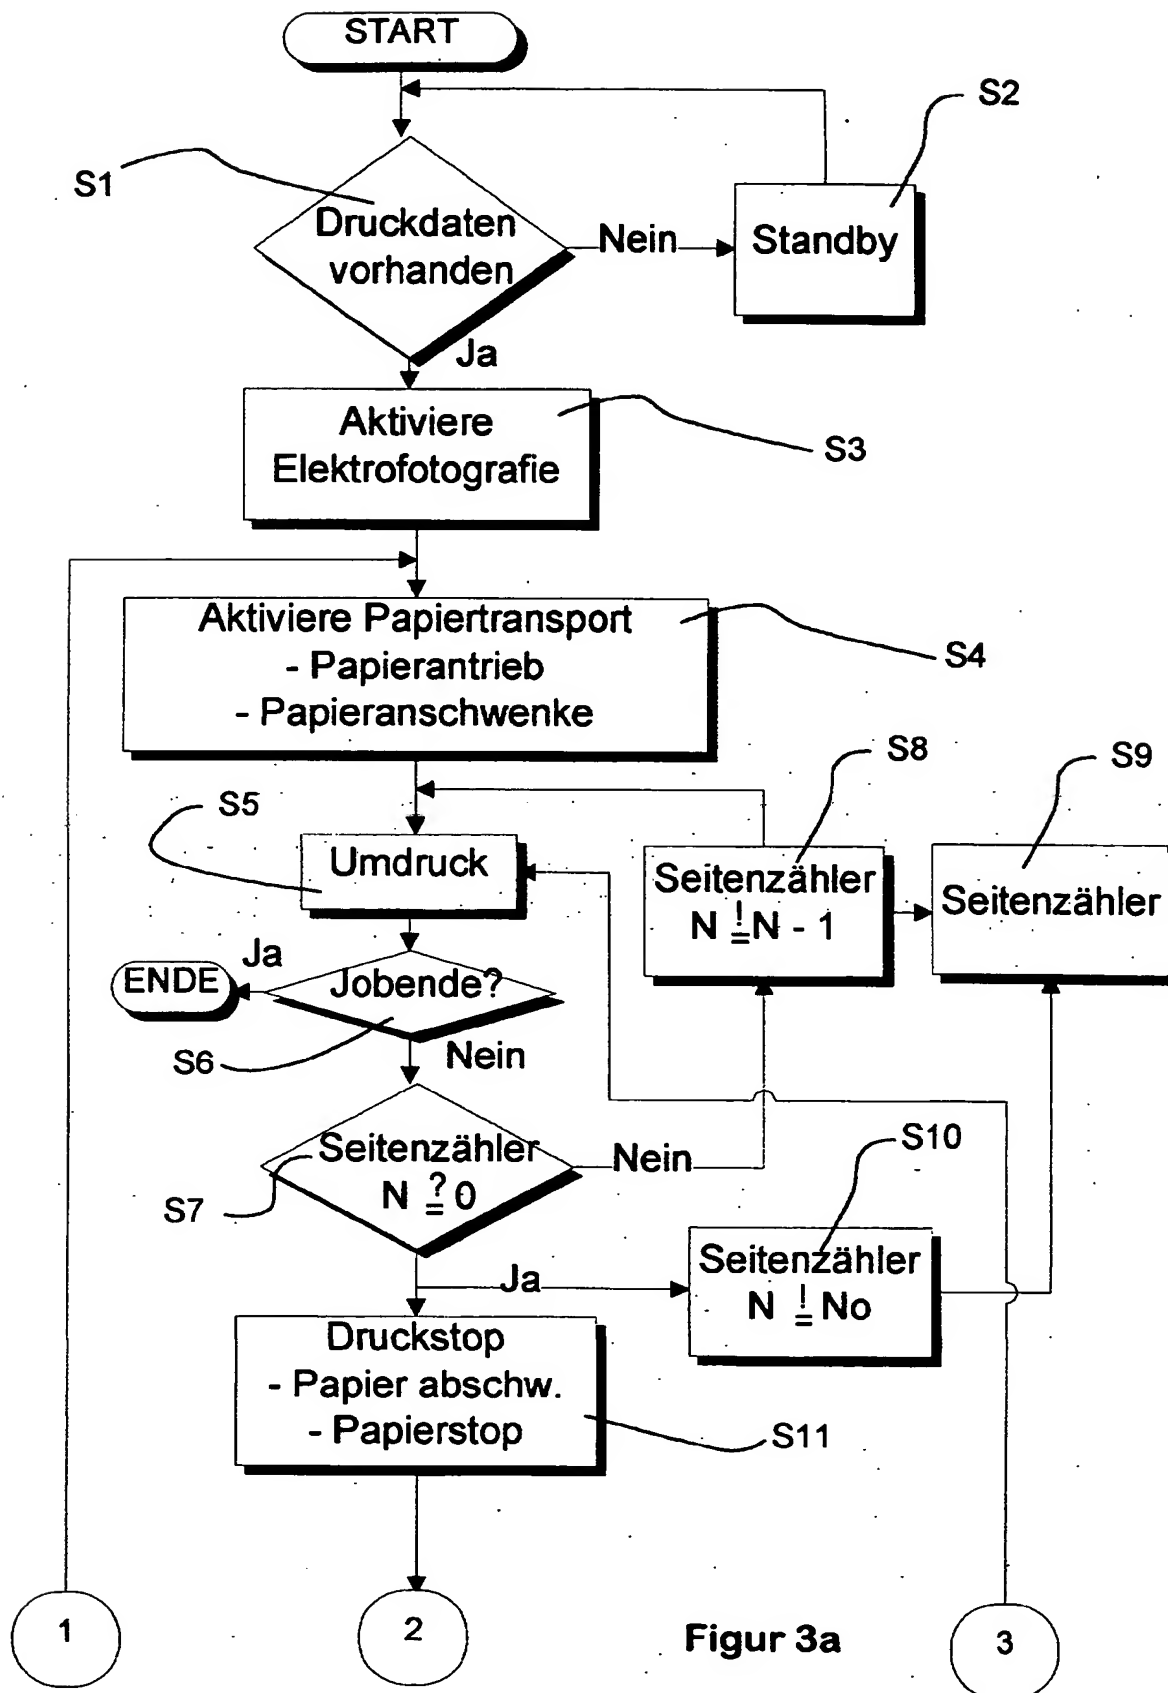 START
S2
S1
Druckdaten
vorhanden
Nein
Standby
Ja
Aktiviere
Elektrofotografie
S3
Aktiviere Papiertransport
- Papierantrieb
- Papieranschwenke
S4
S8
S9
S5
Umdruck
Seitenzähler
N != N - 1
Seitenzähler
Ja
ENDE
Jobende?
S6
Nein
Seitenzähler
N ?= 0
Nein
S7
S10
Ja
Seitenzähler
N != No
Druckstop
- Papier abschw.
- Papierstop
S11
1
2
Figur 3a
3